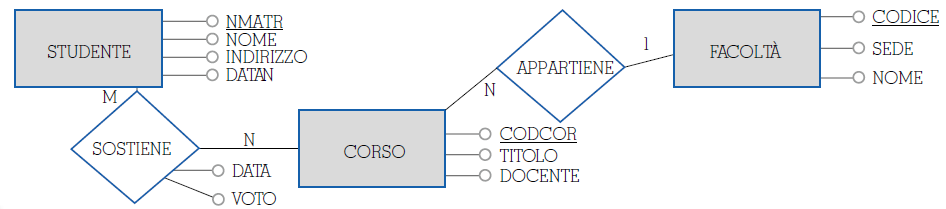 STUDENTE
NMATR
NOME
INDIRIZZO
DATAN
M
SOSTIENE
DATA
VOTO
N
CORSO
CODCOR
TITOLO
DOCENTE
N
APPARTIENE
1
FACOLTÀ
CODICE
SEDE
NOME